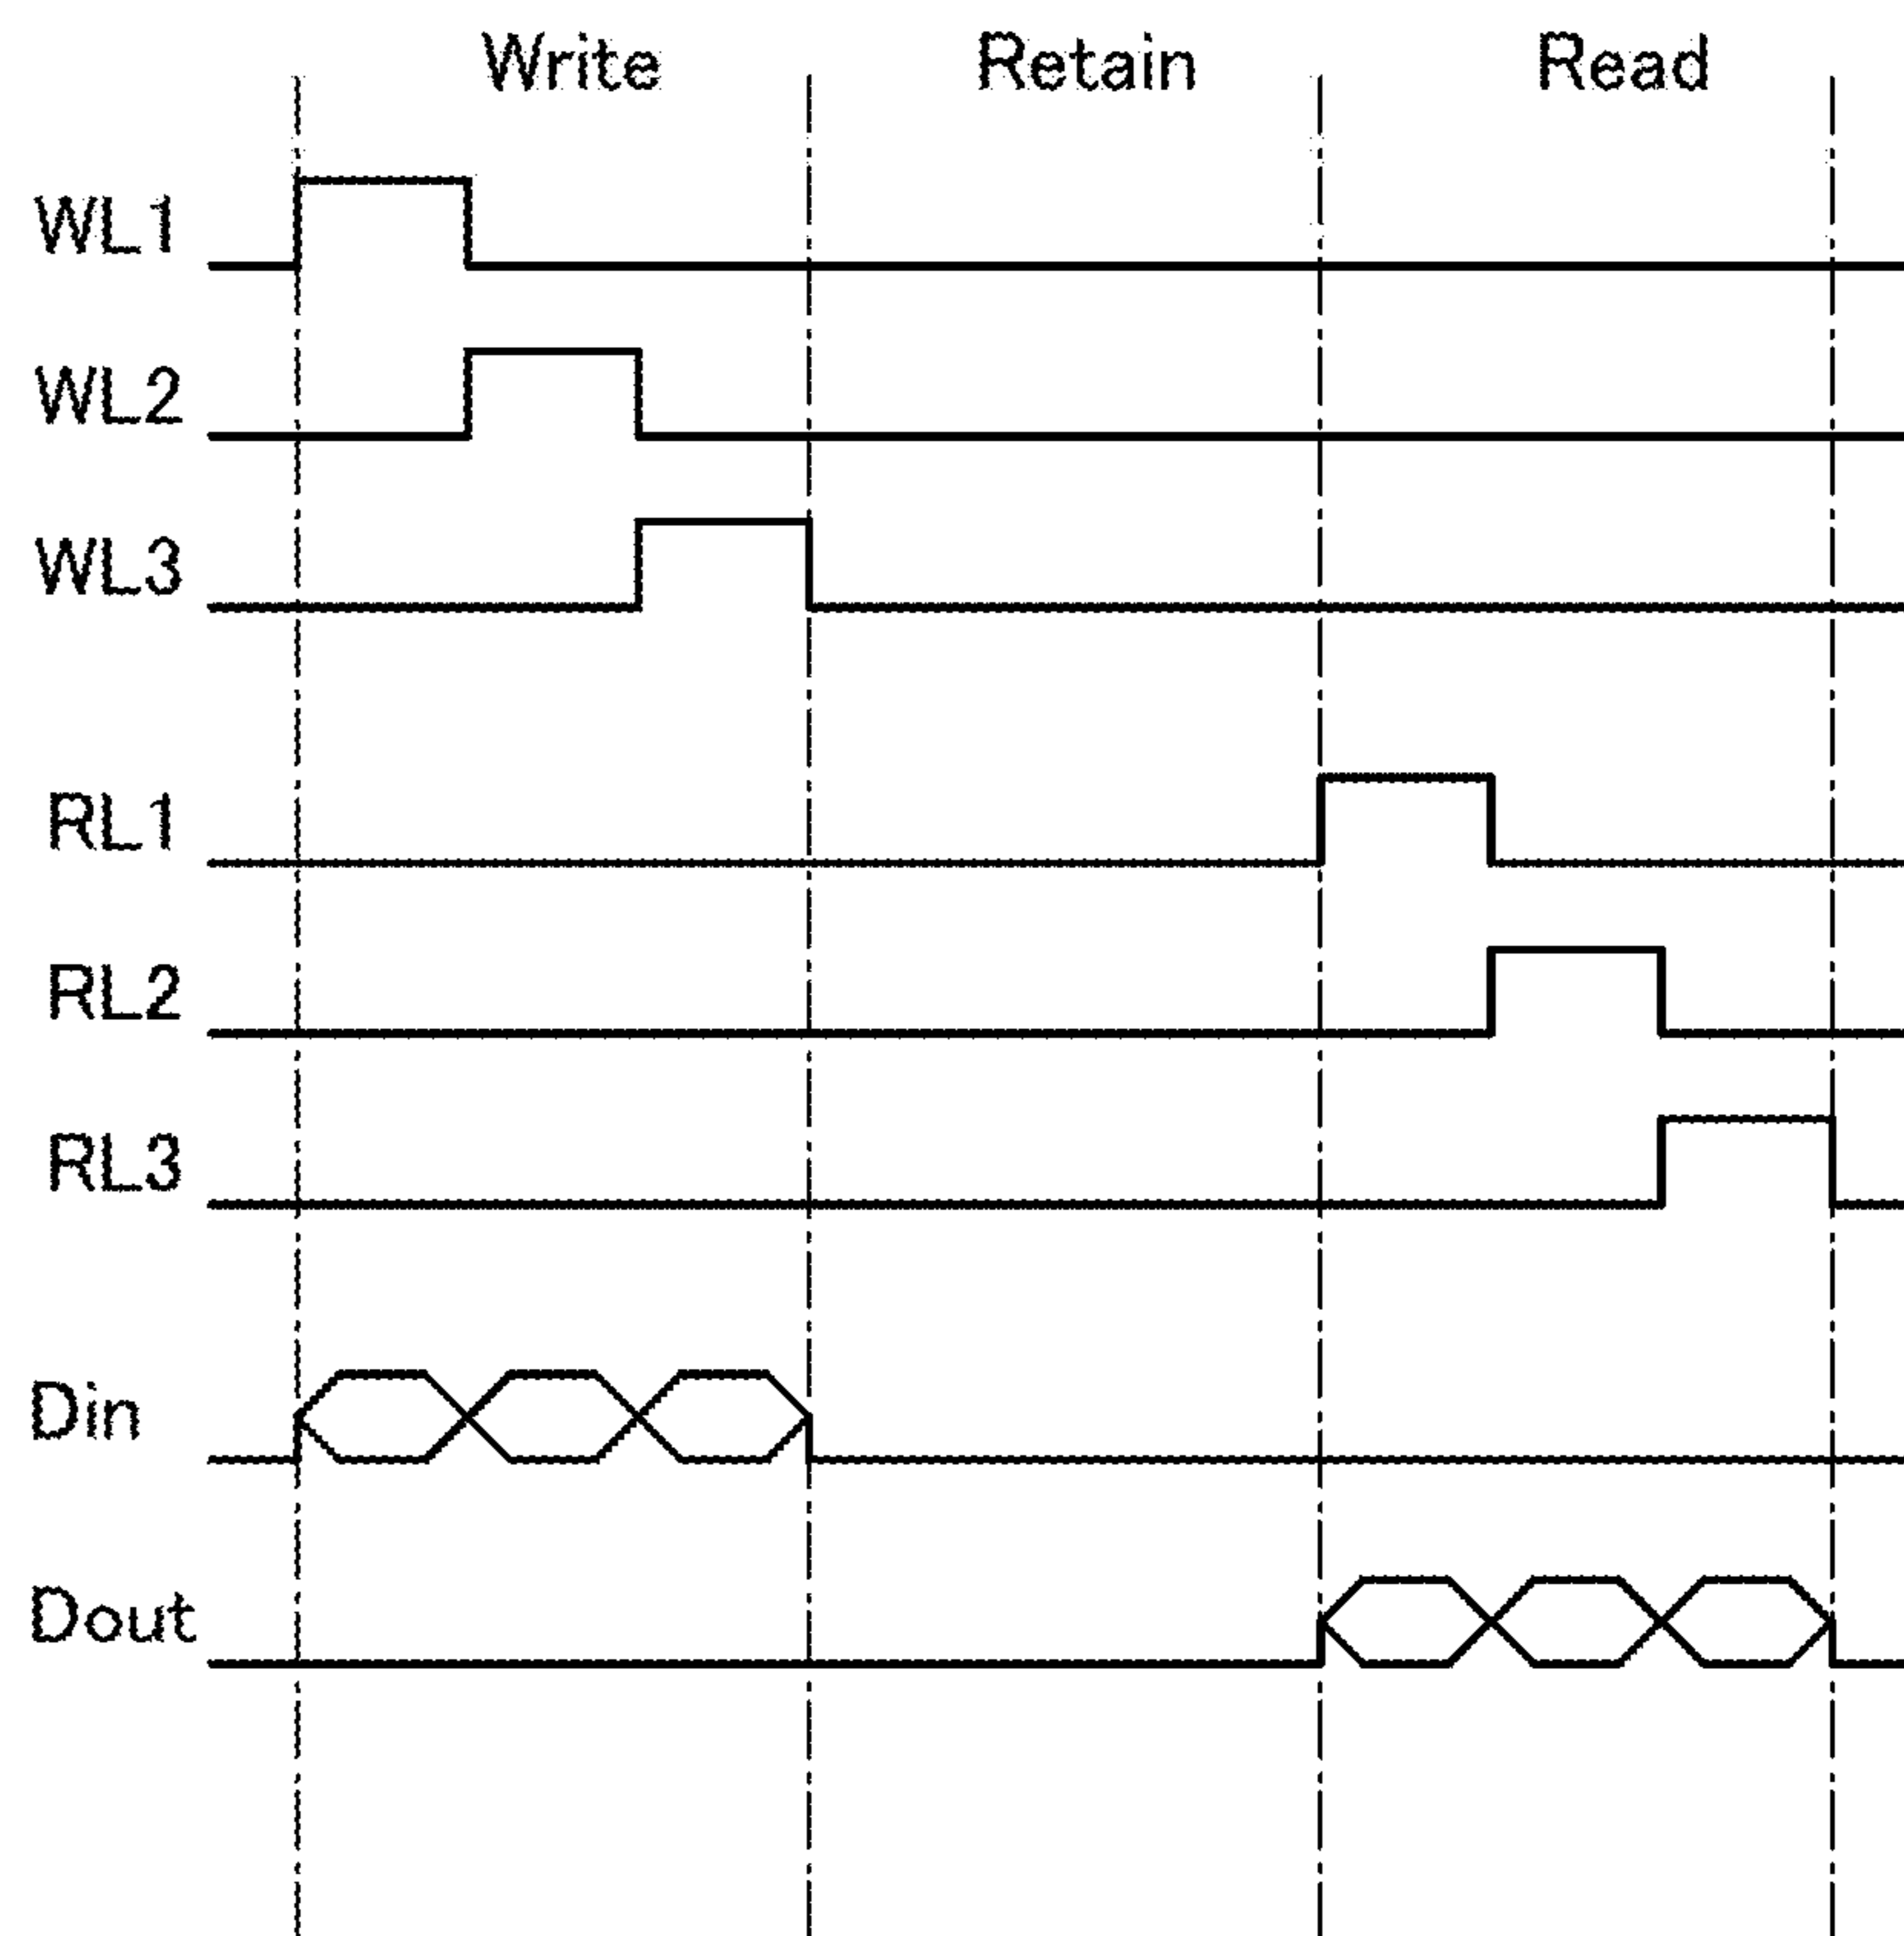 Write Retain Read
WL1
WL2
WL3
RL1
RL2
RL3
Din
Dout